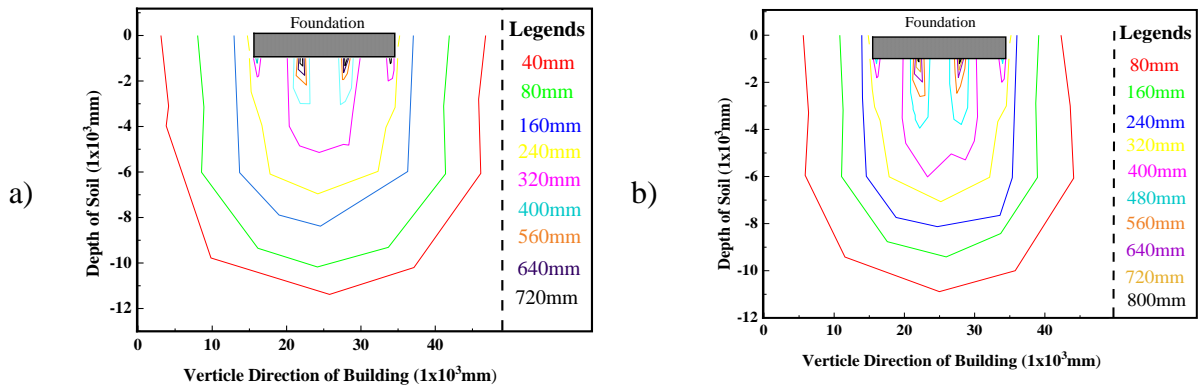 a)
Foundation
Legends
40mm
80mm
160mm
240mm
320mm
400mm
560mm
640mm
720mm
0
-2
-4
-6
-8
-10
-12
Depth of Soil (1x10³mm)
0 10 20 30 40
Verticle Direction of Building (1x10³mm)
b)
Foundation
Legends
80mm
160mm
240mm
320mm
400mm
480mm
560mm
640mm
720mm
800mm
0
-2
-4
-6
-8
-10
-12
Depth of Soil (1x10³mm)
0 10 20 30 40
Verticle Direction of Building (1x10³mm)